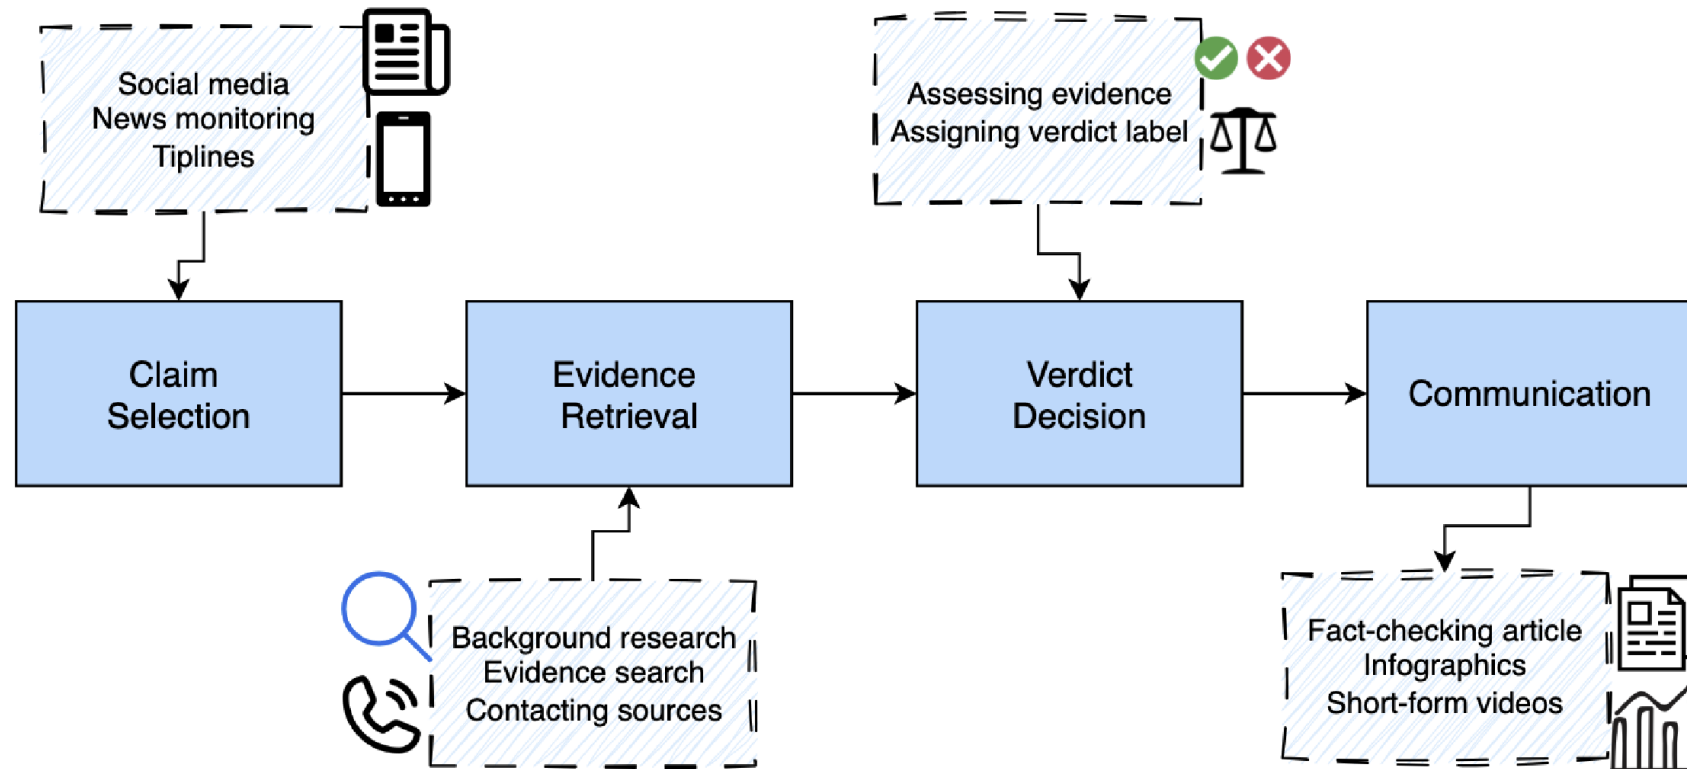 Social media
News monitoring
Tiplines
Assessing evidence
Assigning verdict label
Claim
Selection
Evidence
Retrieval
Verdict
Decision
Communication
Background research
Evidence search
Contacting sources
Fact-checking article
Infographics
Short-form videos